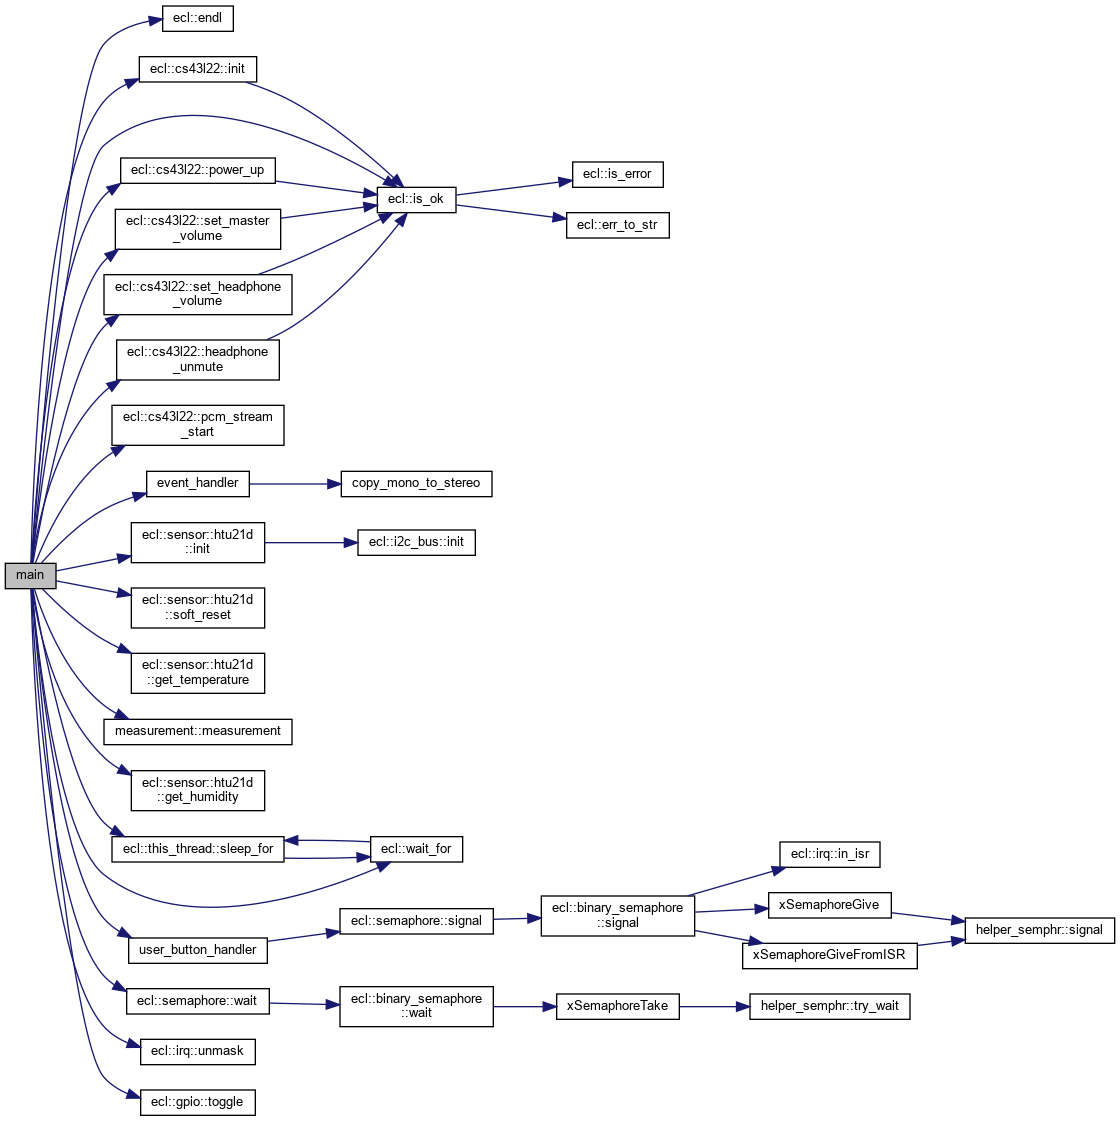 ecl::endl
ecl::cs43l22::init
ecl::cs43l22::power_up
ecl::is_ok
ecl::is_error
ecl::err_to_str
ecl::cs43l22::set_master
_volume
ecl::cs43l22::set_headphone
_volume
ecl::cs43l22::headphone
_unmute
ecl::cs43l22::pcm_stream
_start
event_handler
copy_mono_to_stereo
ecl::sensor::htu21d
::init
ecl::i2c_bus::init
main
ecl::sensor::htu21d
::soft_reset
ecl::sensor::htu21d
::get_temperature
measurement::measurement
ecl::sensor::htu21d
::get_humidity
ecl::this_thread::sleep_for
ecl::wait_for
ecl::irq::in_isr
user_button_handler
ecl::semaphore::signal
ecl::binary_semaphore
::signal
xSemaphoreGive
xSemaphoreGiveFromISR
helper_semphr::signal
ecl::semaphore::wait
ecl::binary_semaphore
::wait
xSemaphoreTake
helper_semphr::try_wait
ecl::irq::unmask
ecl::gpio::toggle